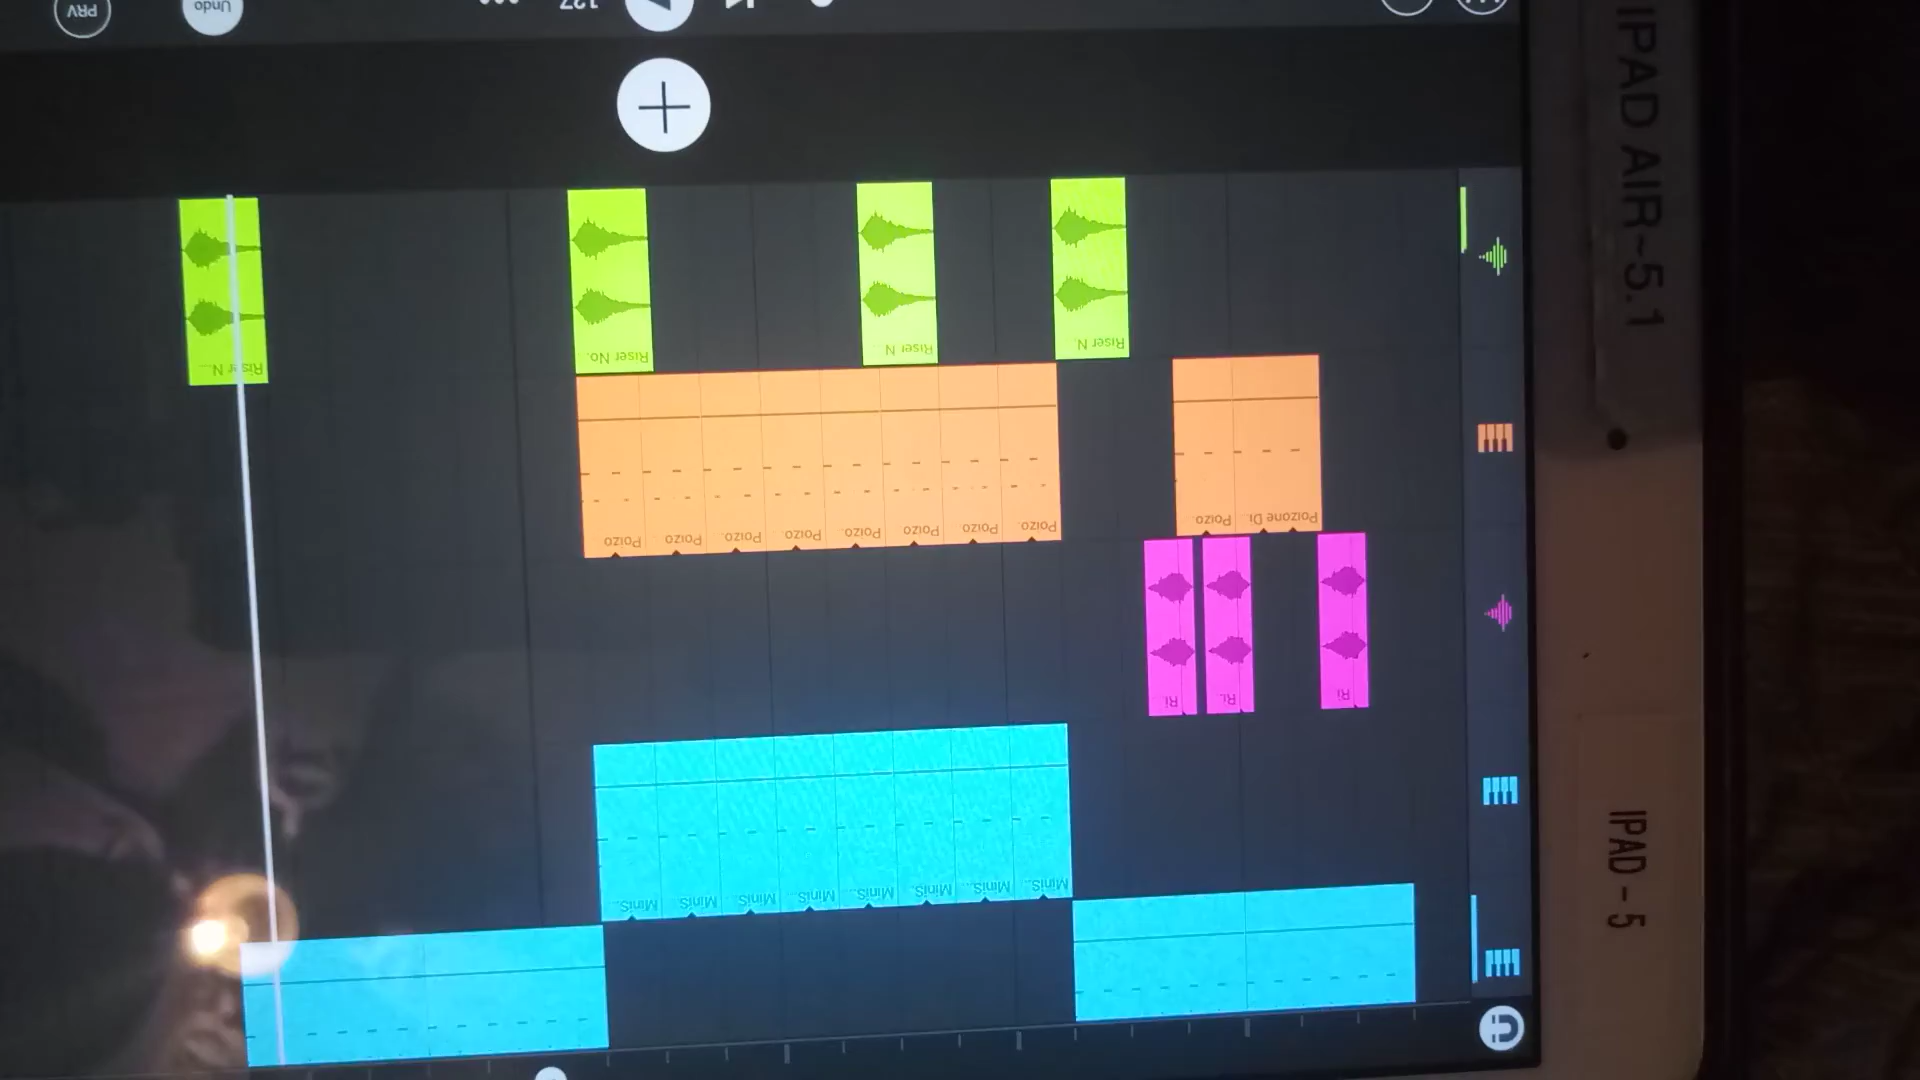 PRV
Undo
127
Riser N...
Riser No...
Riser N...
Riser N...
Poizo
Poizo..
Poizo..
Poizo..
Poizo..
Poizo
Poizo
Poizo..
Poizo..
Poizone Di..
Ri...
Ri..
Ri
MiniS..
MiniS
MiniS
MiniS...
MiniS...
MiniS..
MiniS...
MiniS..
IPAD AIR-5.1
IPAD - 5